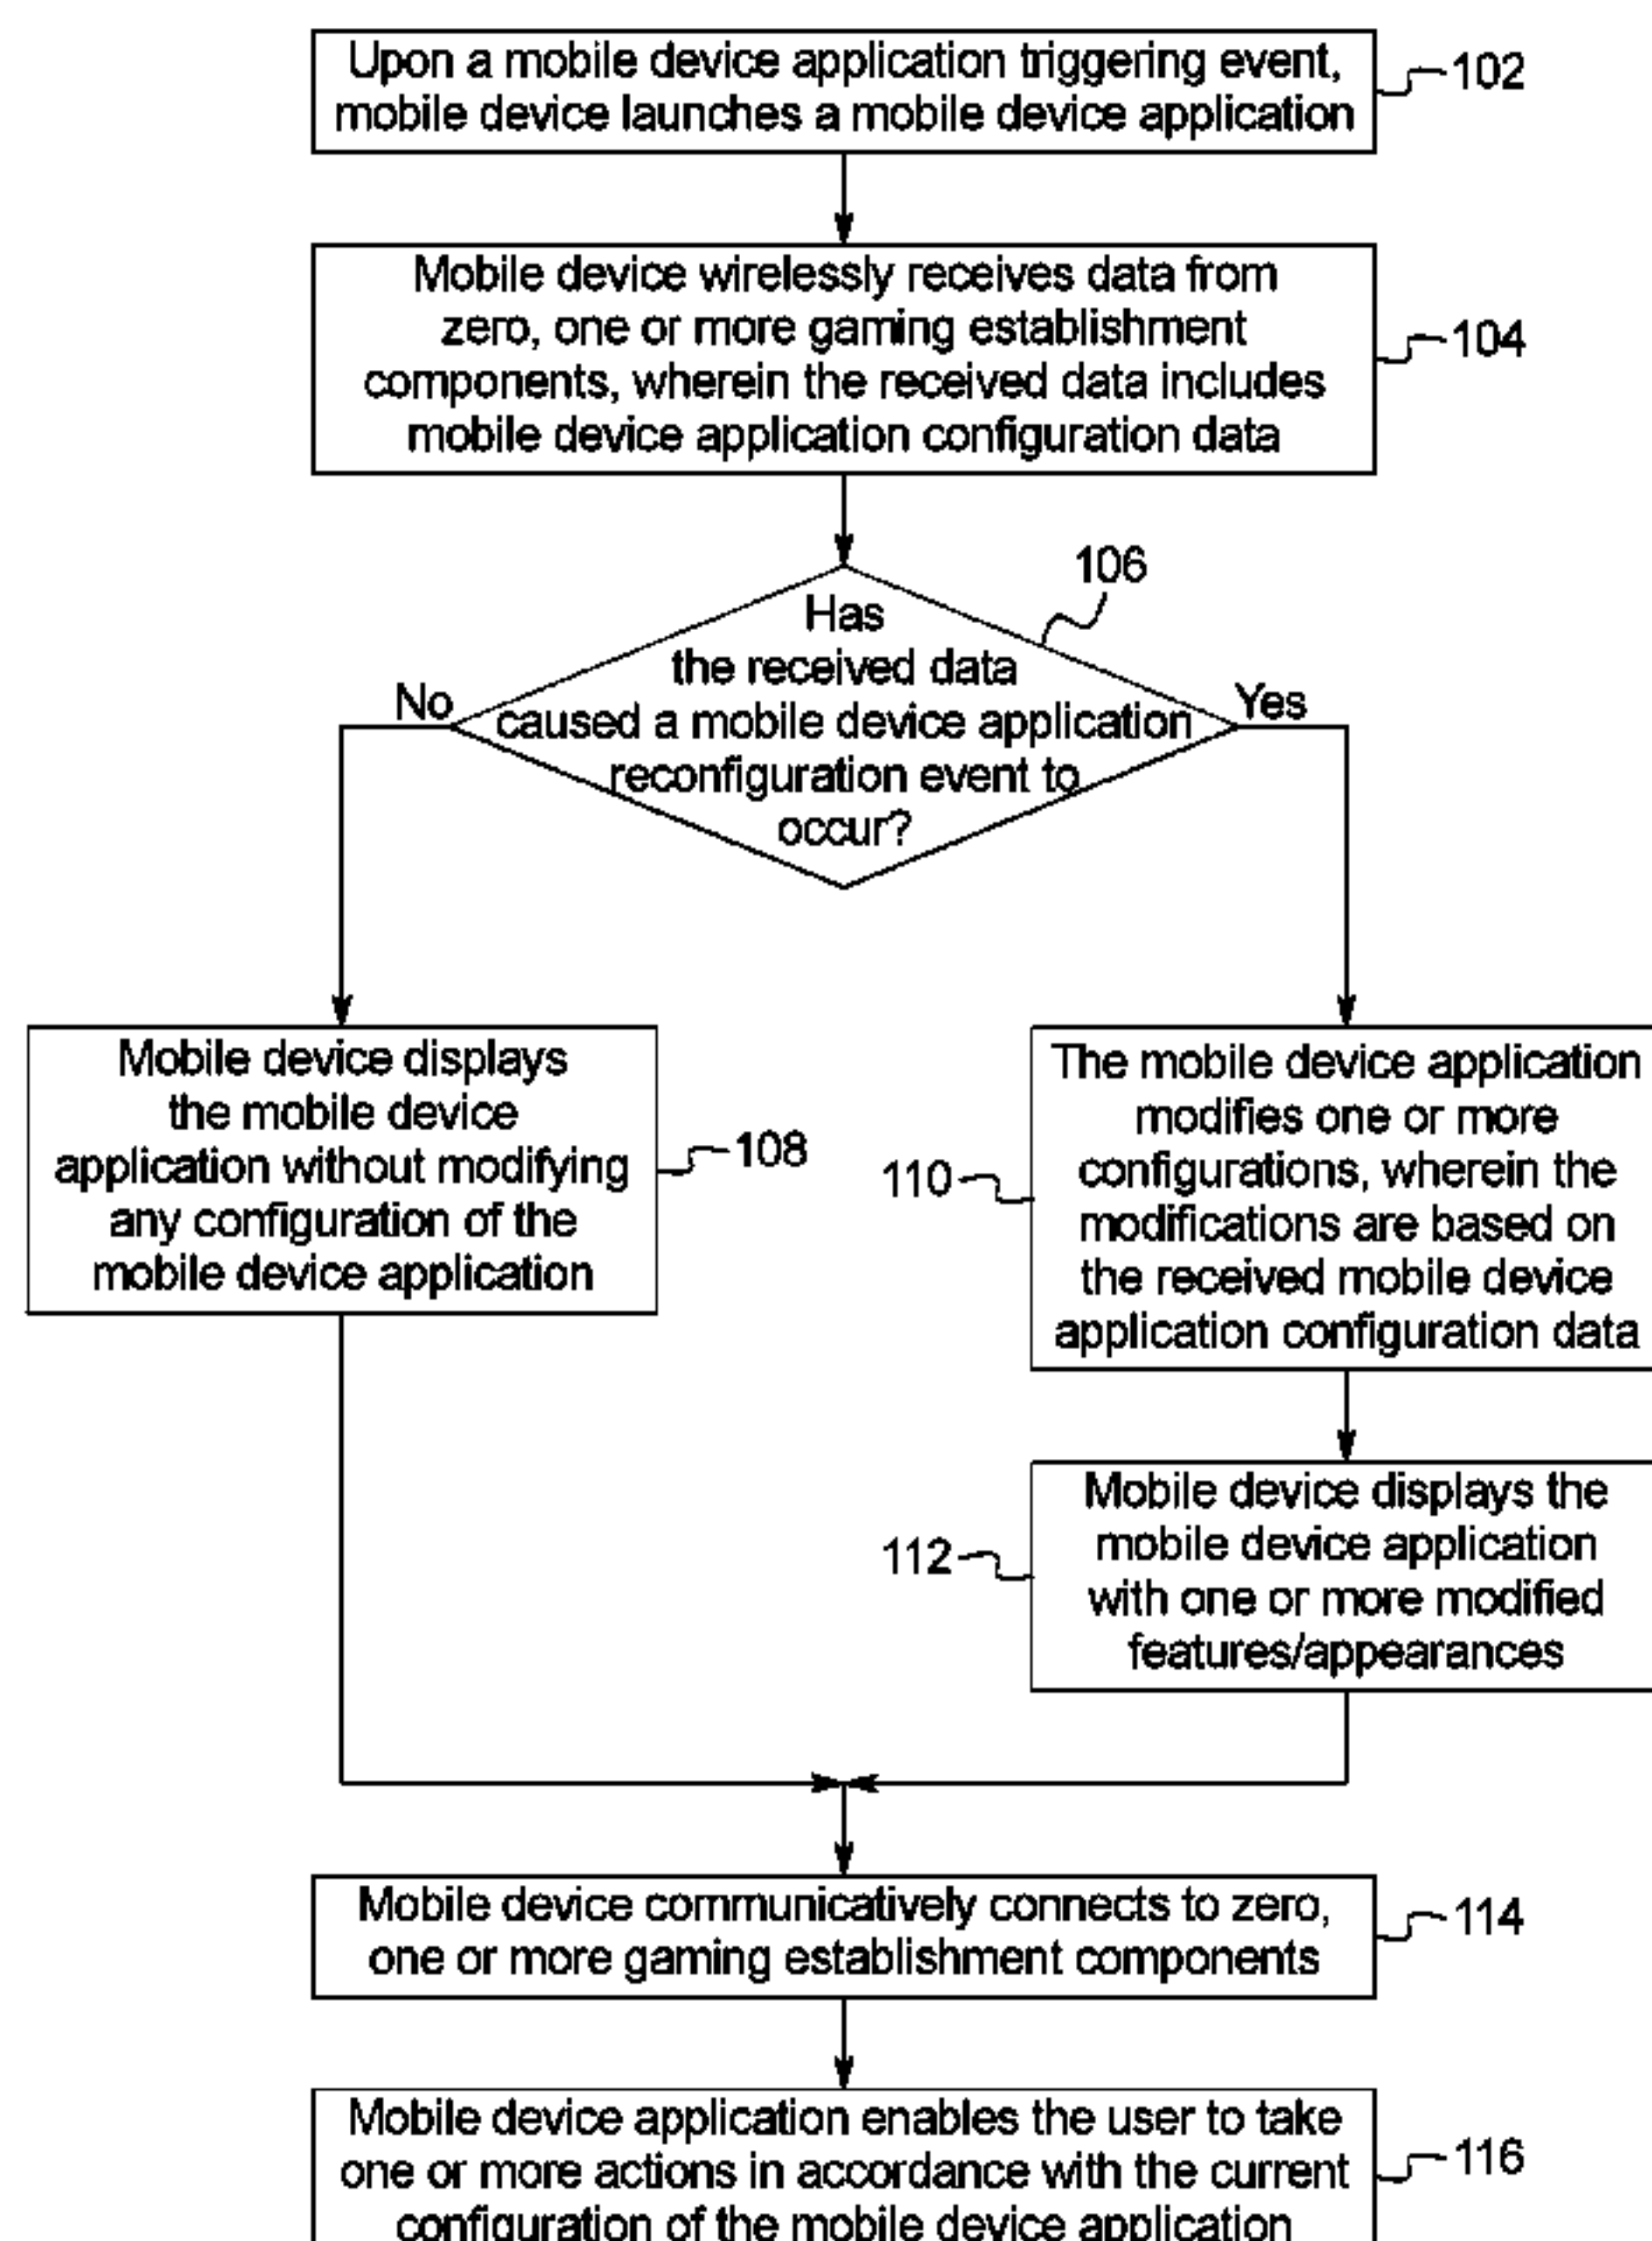 Upon a mobile device application triggering event,
mobile device launches a mobile device application
102
Mobile device wirelessly receives data from
zero, one or more gaming establishment
components, wherein the received data includes
mobile device application configuration data
104
106
Has
the received data
caused a mobile device application
reconfiguration event to
occur?
No
Yes
Mobile device displays
the mobile device
application without modifying
any configuration of the
mobile device application
108
The mobile device application
modifies one or more
configurations, wherein the
modifications are based on
the received mobile device
application configuration data
110
Mobile device displays the
mobile device application
with one or more modified
features/appearances
112
Mobile device communicatively connects to zero,
one or more gaming establishment components
114
Mobile device application enables the user to take
one or more actions in accordance with the current
configuration of the mobile device application
116